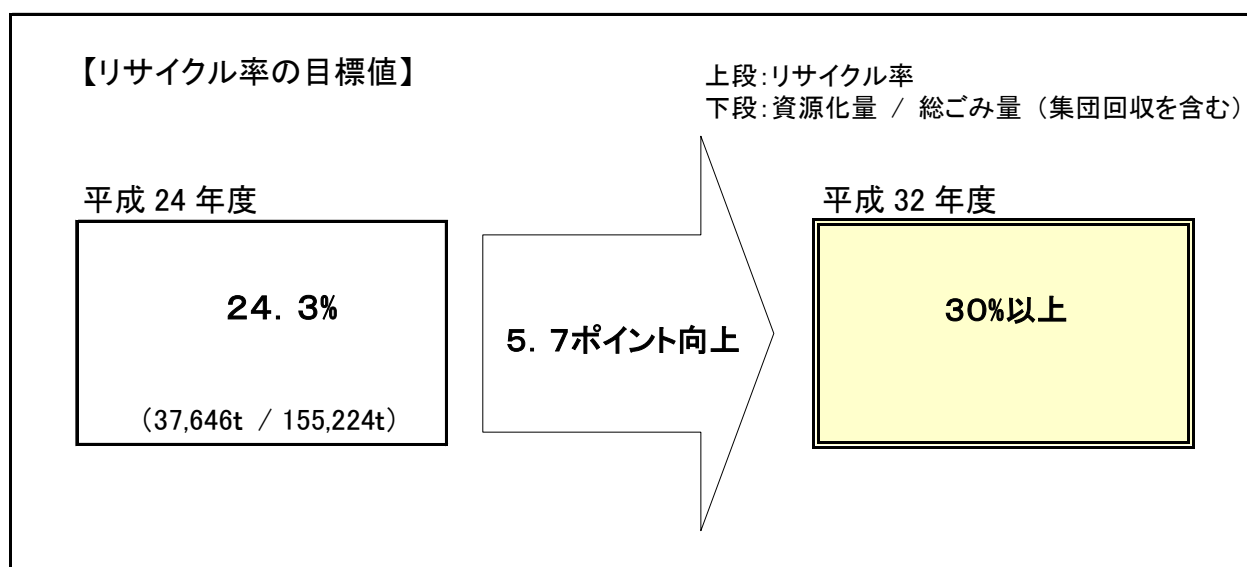 【リサイクル率の目標値】
上段：リサイクル率
下段：資源化量 / 総ごみ量 （集団回収を含む）
平成 24 年度
24．3%
（37,646t / 155,224t）
5．7ポイント向上
平成 32 年度
30%以上